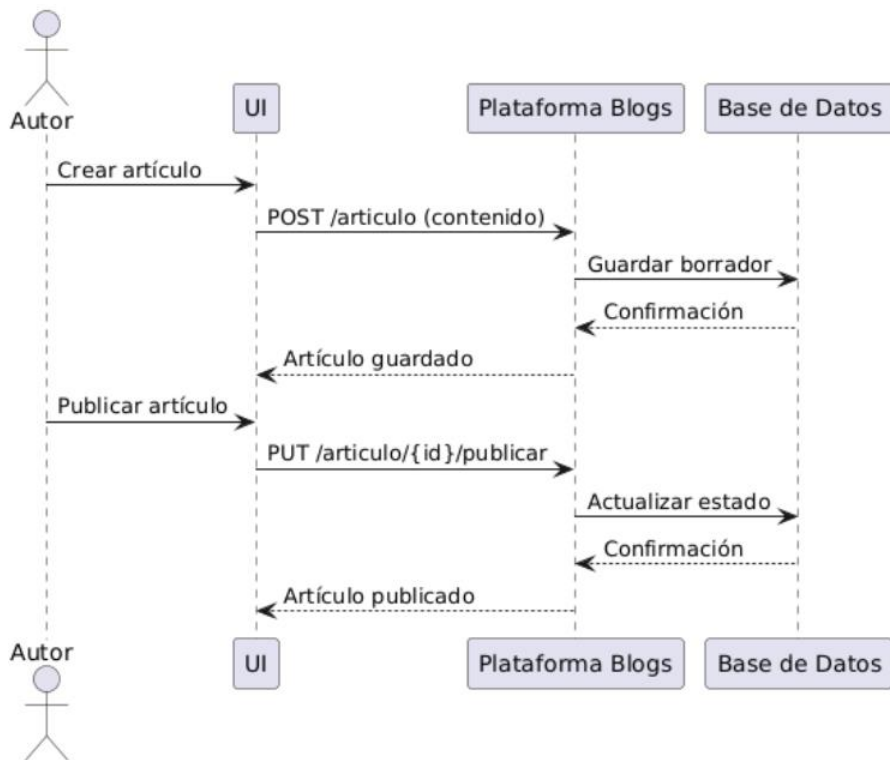 Autor
UI
Plataforma Blogs
Base de Datos
Crear artículo
POST /articulo (contenido)
Guardar borrador
Confirmación
Artículo guardado
Publicar artículo
PUT /articulo/{id}/publicar
Actualizar estado
Confirmación
Artículo publicado
Autor
UI
Plataforma Blogs
Base de Datos